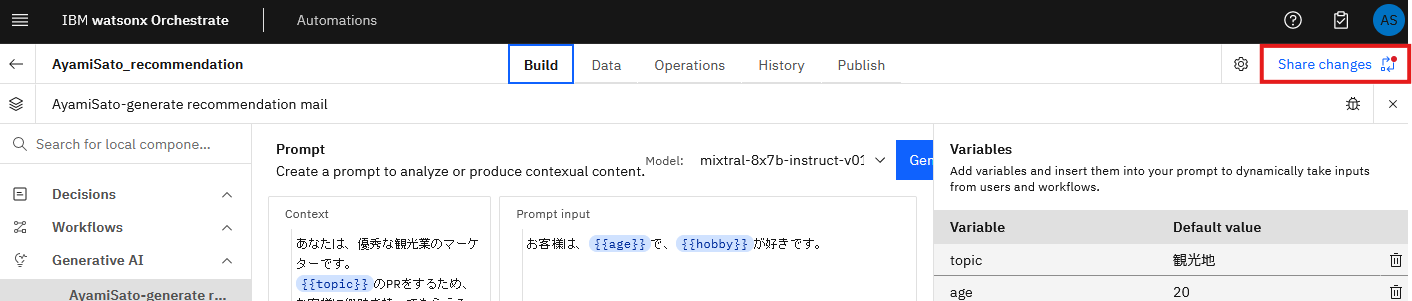 IBM watsonx Orchestrate
Automations
AS
AyamiSato_recommendation
Build
Data
Operations
History
Publish
Share changes
AyamiSato-generate recommendation mail
Search for local compone...
Decisions
Workflows
Generative AI
AyamiSato-generate r...
Prompt
Create a prompt to analyze or produce contexual content.
Model:
mixtral-8x7b-instruct-v01
Gen
Context
あなたは、優秀な観光業のマーケ
ターです。
{{topic}}のPRをするため、
Prompt input
お客様は、{{age}}で、{{hobby}}が好きです。
Variables
Add variables and insert them into your prompt to dynamically take inputs
from users and workflows.
Variable
Default value
topic
観光地
age
20